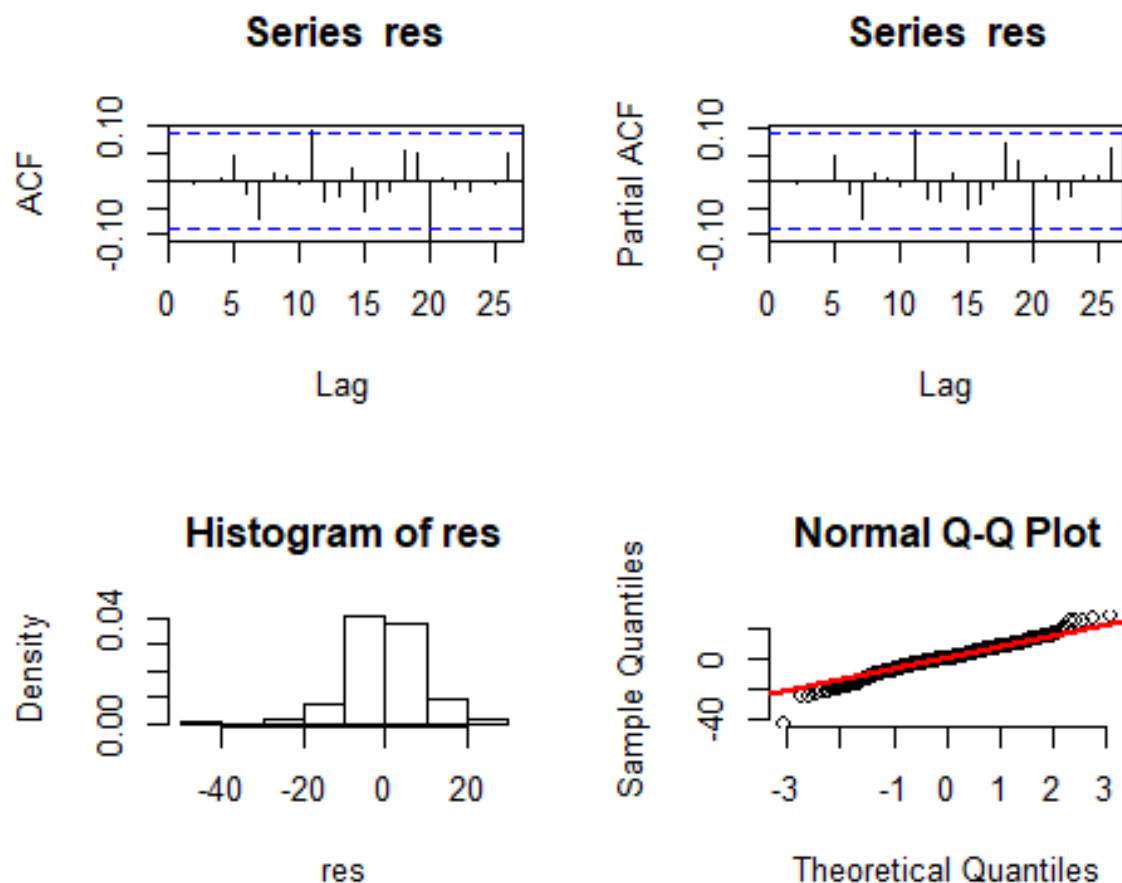 Series res
ACF
0.10
-0.10
0 5 10 15 20 25
Lag
Series res
Partial ACF
0.10
-0.10
0 5 10 15 20 25
Lag
Histogram of res
Density
0.04
0.00
-40 -20 0 20
res
Normal Q-Q Plot
Sample Quantiles
0
-40
-3 -1 0 1 2 3
Theoretical Quantiles